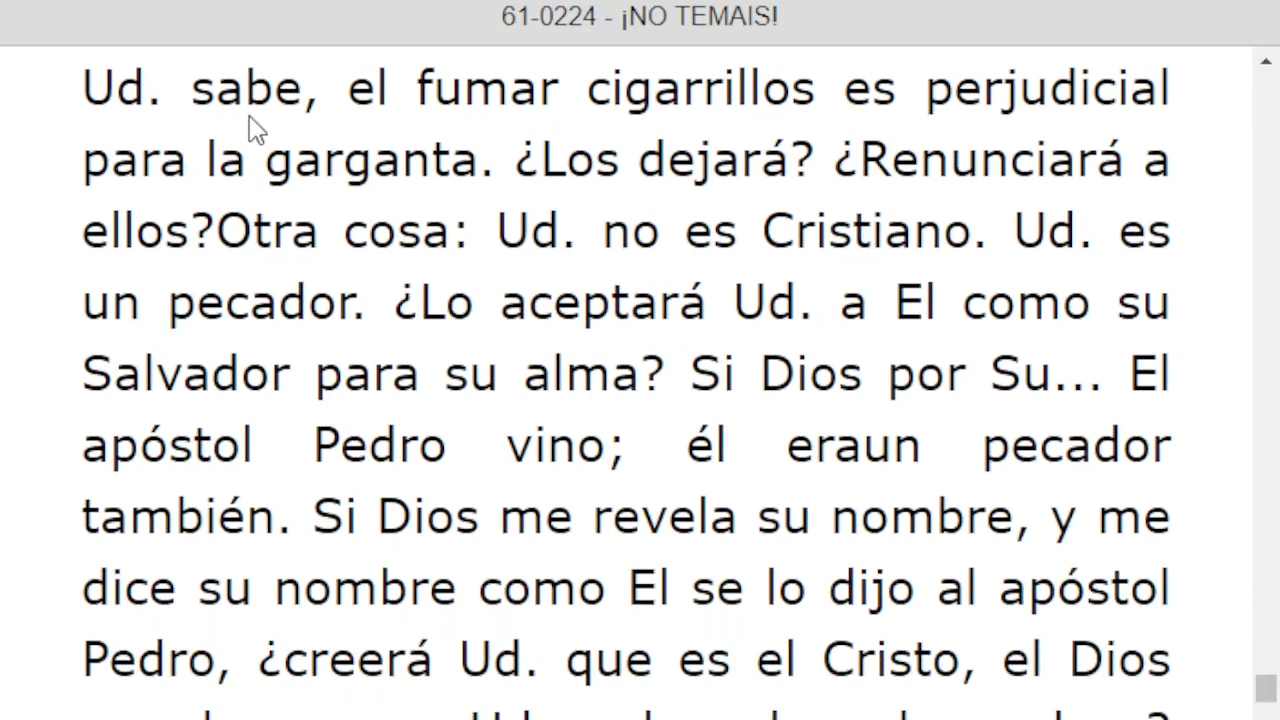 61-0224 - ¡NO TEMAIS!
Ud. sabe, el fumar cigarrillos es perjudicial
para la garganta. ¿Los dejará? ¿Renunciará a
ellos?Otra cosa: Ud. no es Cristiano. Ud. es
un pecador. ¿Lo aceptará Ud. a El como su
Salvador para su alma? Si Dios por Su... El
apóstol Pedro vino; él eraun pecador
también. Si Dios me revela su nombre, y me
dice su nombre como El se lo dijo al apóstol
Pedro, ¿creerá Ud. que es el Cristo, el Dios